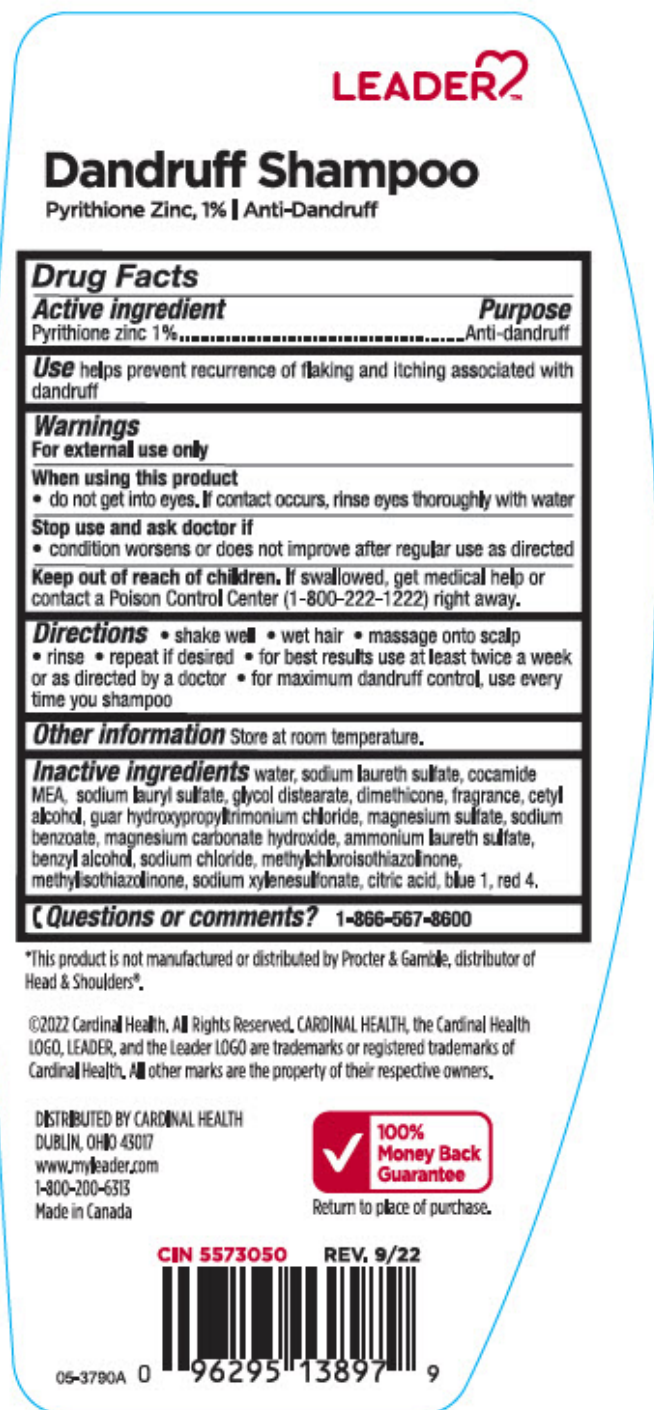 LEADER™
Dandruff Shampoo
Pyrithione Zinc, 1% | Anti-Dandruff
Drug Facts
Active ingredient Purpose
Pyrithione zinc 1%.......................................Anti-dandruff
Use helps prevent recurrence of flaking and itching associated with
dandruff
Warnings
For external use only
When using this product
• do not get into eyes. If contact occurs, rinse eyes thoroughly with water
Stop use and ask doctor if
• condition worsens or does not improve after regular use as directed
Keep out of reach of children. If swallowed, get medical help or
contact a Poison Control Center (1-800-222-1222) right away.
Directions • shake well • wet hair • massage onto scalp
• rinse • repeat if desired • for best results use at least twice a week
or as directed by a doctor • for maximum dandruff control, use every
time you shampoo
Other information Store at room temperature.
Inactive ingredients water, sodium laureth sulfate, cocamide
MEA, sodium lauryl sulfate, glycol distearate, dimethicone, fragrance, cetyl
alcohol, guar hydroxypropyltrimonium chloride, magnesium sulfate, sodium
benzoate, magnesium carbonate hydroxide, ammonium laureth sulfate,
benzyl alcohol, sodium chloride, methylchloroisothiazolinone,
methylisothiazolinone, sodium xylenesulfonate, citric acid, blue 1, red 4.
Questions or comments? 1-866-567-8600
*This product is not manufactured or distributed by Procter & Gamble, distributor of
Head & Shoulders®.
©2022 Cardinal Health. All Rights Reserved. CARDINAL HEALTH, the Cardinal Health
LOGO, LEADER, and the Leader LOGO are trademarks or registered trademarks of
Cardinal Health. All other marks are the property of their respective owners.
DISTRIBUTED BY CARDINAL HEALTH
DUBLIN, OHIO 43017
www.myleader.com
1-800-200-6313
Made in Canada
100%
Money Back
Guarantee
Return to place of purchase.
CIN 5573050 REV. 9/22
05-3790A 0 96295 13897 9